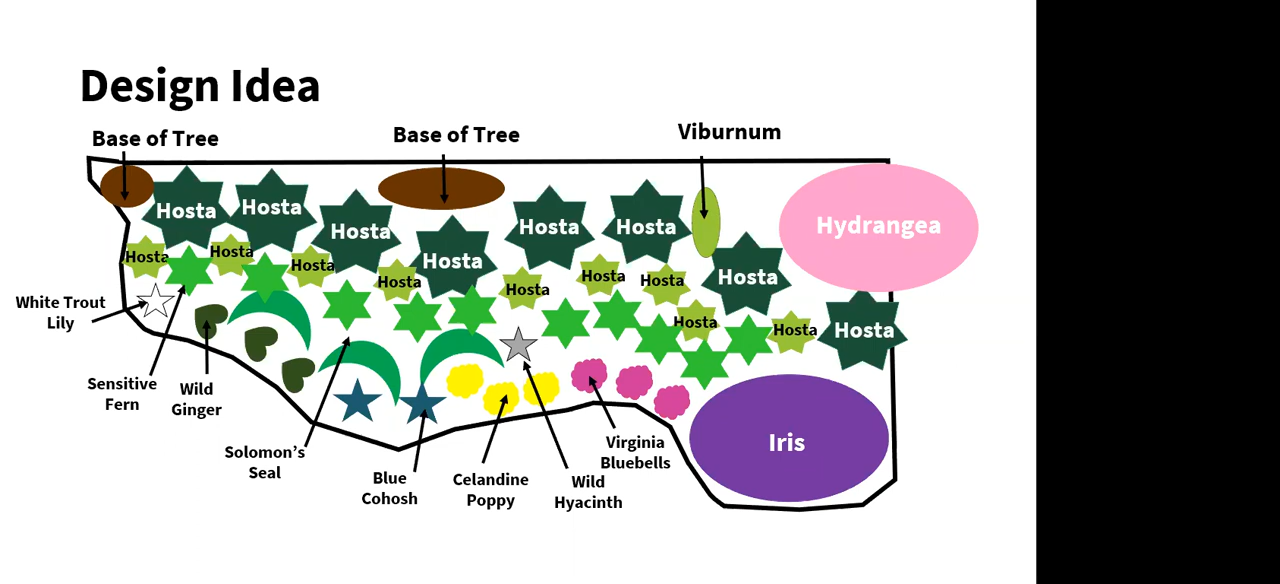 Design Idea
Base of Tree
Base of Tree
Viburnum
Hosta
Hosta
Hosta
Hosta
Hosta
Hosta
Hydrangea
Hosta
Hosta
Hosta
Hosta
Hosta
Hosta
Hosta
Hosta
Hosta
Hosta
Hosta
Hosta
White Trout
Lily
Sensitive
Fern
Wild
Ginger
Solomon’s
Seal
Blue
Cohosh
Celandine
Poppy
Wild
Hyacinth
Virginia
Bluebells
Iris